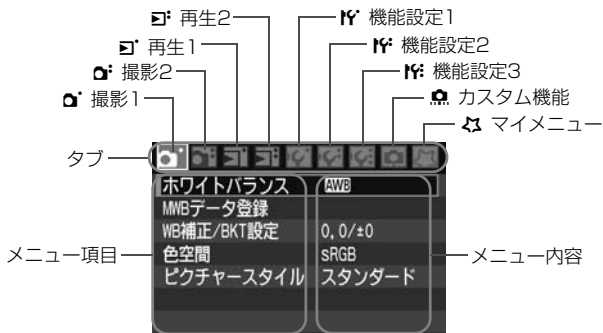 再生2
機能設定1
再生1
機能設定2
撮影2
機能設定3
撮影1
カスタム機能
マイメニュー
タブ
ホワイトバランス AWB
MWBデータ登録
WB補正/BKT設定 0,0/±0
メニュー項目
色空間 sRGB
メニュー内容
ピクチャースタイル スタンダード